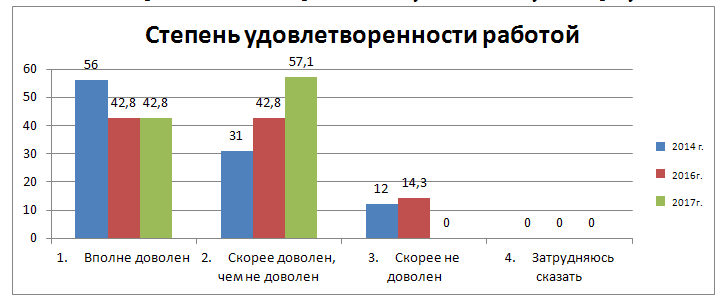 Степень удовлетворенности работой
60
50
40
30
20
10
0
56
42,8
42,8
31
42,8
57,1
12
14,3
0
0
0
0
1. Вполне доволен
2. Скорее доволен,
чем не доволен
3. Скорее не
доволен
4. Затрудняюсь
сказать
2014 г.
2016г.
2017г.